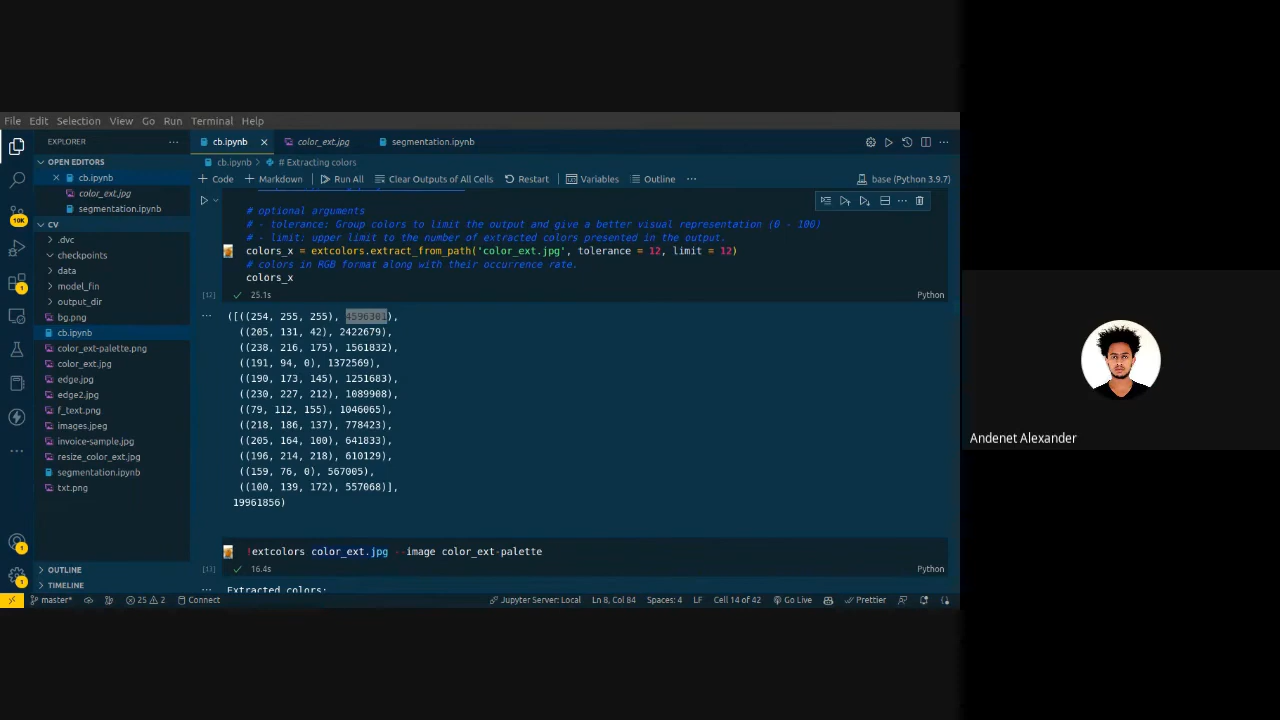 File Edit Selection View Go Run Terminal Help
EXPLORER
cb.ipynb
color_ext.jpg
segmentation.ipynb
OPEN EDITORS
cb.ipynb
color_ext.jpg
segmentation.ipynb
CV
.dvc
checkpoints
data
model_fin
output_dir
bg.png
cb.ipynb
color_ext-palette.png
color_ext.jpg
edge.jpg
edge2.jpg
f_text.png
images.jpeg
invoice-sample.jpg
resize_color_ext.jpg
segmentation.ipynb
txt.png
OUTLINE
TIMELINE
10K
1
1
1
cb.ipynb > # Extracting colors
+ Code + Markdown Run All Clear Outputs of All Cells Restart Variables Outline ··· base (Python 3.9.7)
# optional arguments
# - tolerance: Group colors to limit the output and give a better visual representation (0 - 100)
# - limit: upper limit to the number of extracted colors presented in the output.
colors_x = extcolors.extract_from_path('color_ext.jpg', tolerance = 12, limit = 12)
# colors in RGB format along with their occurrence rate.
colors_x
[12] 25.1s Python
([((254, 255, 255), 4596301),
((205, 131, 42), 2422679),
((238, 216, 175), 1561832),
((191, 94, 0), 1372569),
((190, 173, 145), 1251683),
((230, 227, 212), 1089908),
((79, 112, 155), 1046065),
((218, 186, 137), 778423),
((205, 164, 100), 641833),
((196, 214, 218), 610129),
((159, 76, 0), 567005),
((100, 139, 172), 557068)],
19961856)
!extcolors color_ext.jpg --image color_ext-palette
[13] 16.4s Python
Extracted colors:
master* 25 2 Connect Jupyter Server: Local Ln 8, Col 84 Spaces: 4 LF Cell 14 of 42 Go Live Prettier
Andenet Alexander